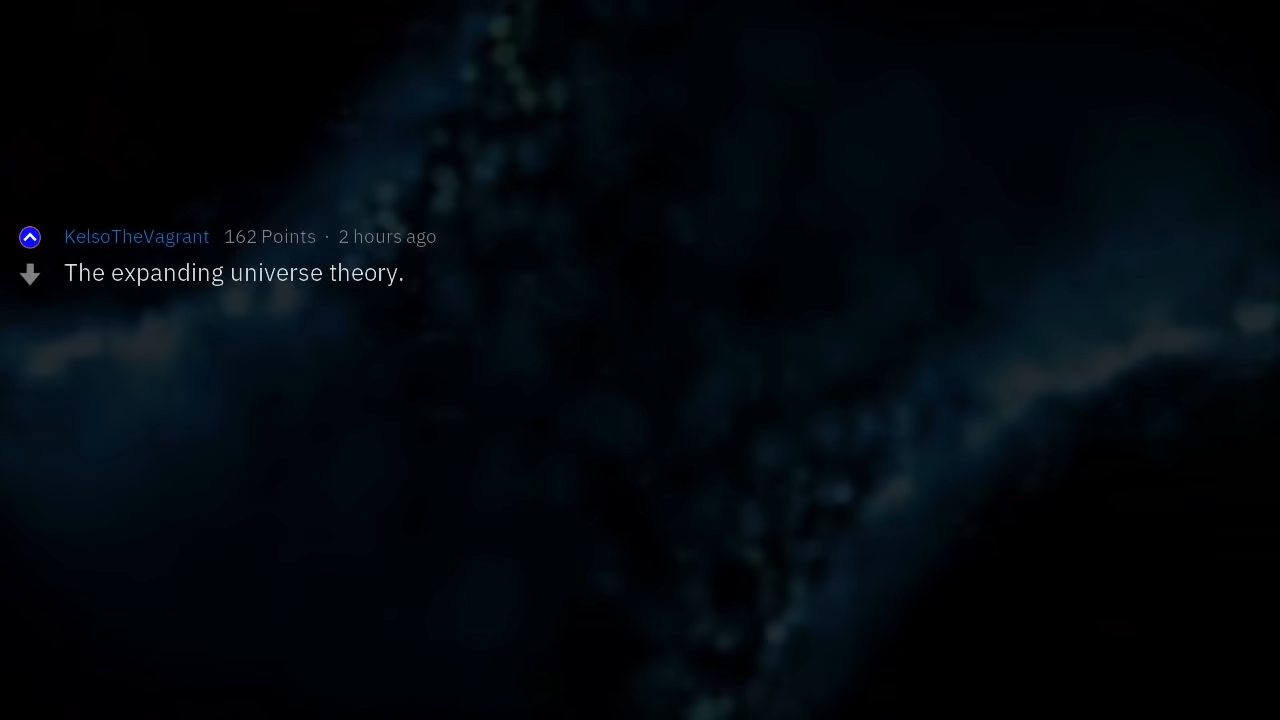 KelsoTheVagrant 162 Points · 2 hours ago
The expanding universe theory.